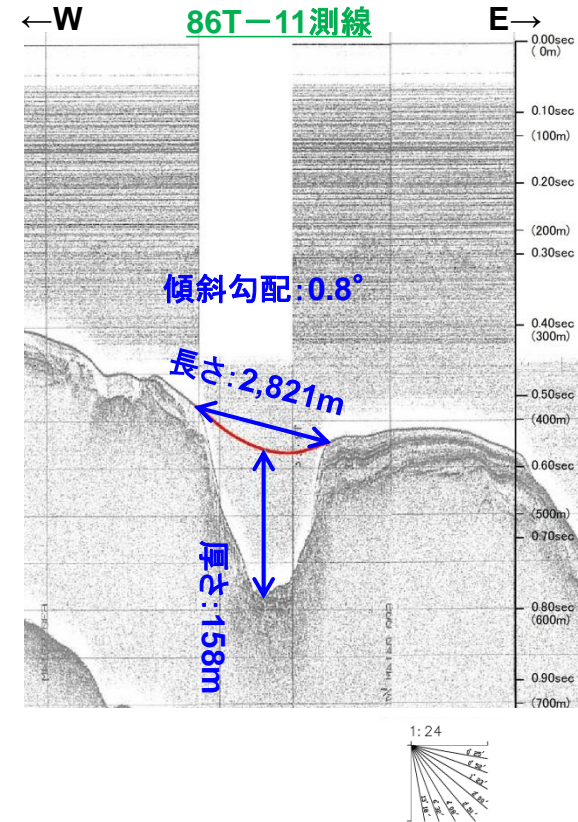 ←W
86T－11測線
E→
0.00sec
( 0m)
0.10sec
(100m)
0.20sec
(200m)
0.30sec
傾斜勾配：0.8°
0.40sec
(300m)
長さ：2,821m
0.50sec
(400m)
0.60sec
(500m)
0.70sec
厚さ：158m
0.80sec
(600m)
0.90sec
(700m)
1:24